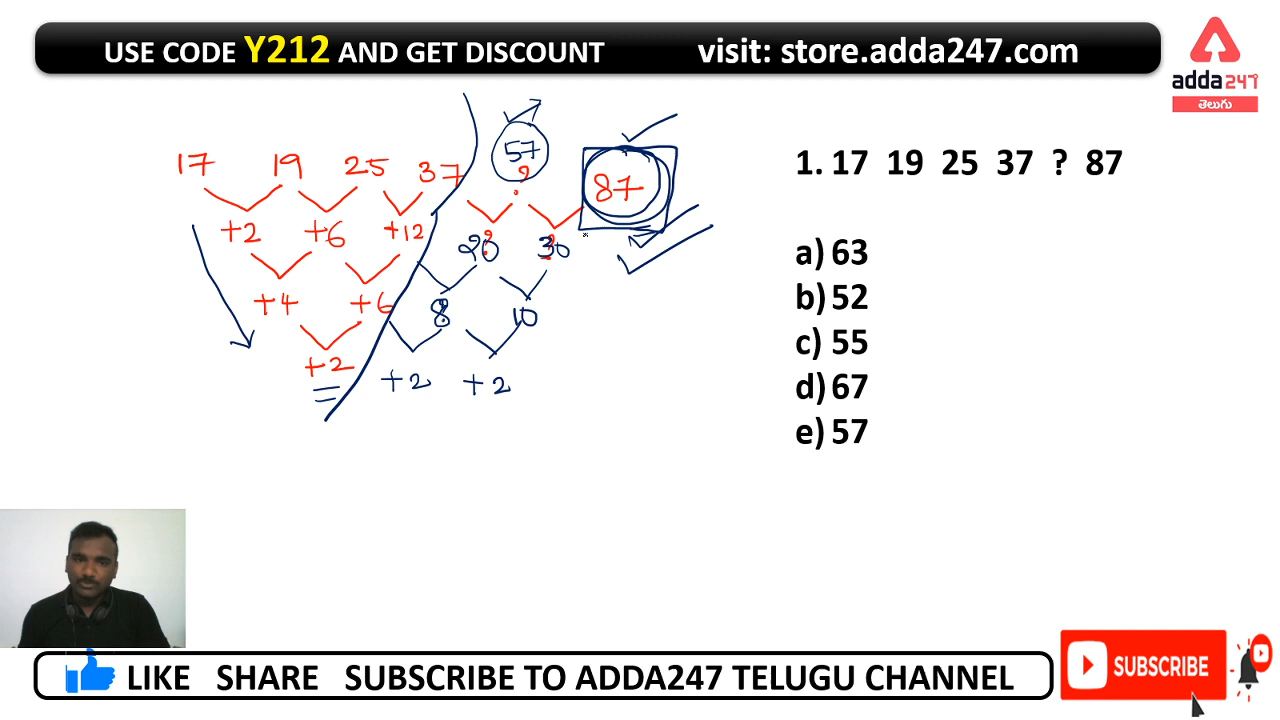 USE CODE Y212 AND GET DISCOUNT visit: store.adda247.com
adda247
తెలుగు
57
17 19 25 37 ? 87
+2 +6 +12 20 30
+4 +6 8 10
+2 +2 +2
1. 17 19 25 37 ? 87
a) 63
b) 52
c) 55
d) 67
e) 57
LIKE SHARE SUBSCRIBE TO ADDA247 TELUGU CHANNEL
SUBSCRIBE